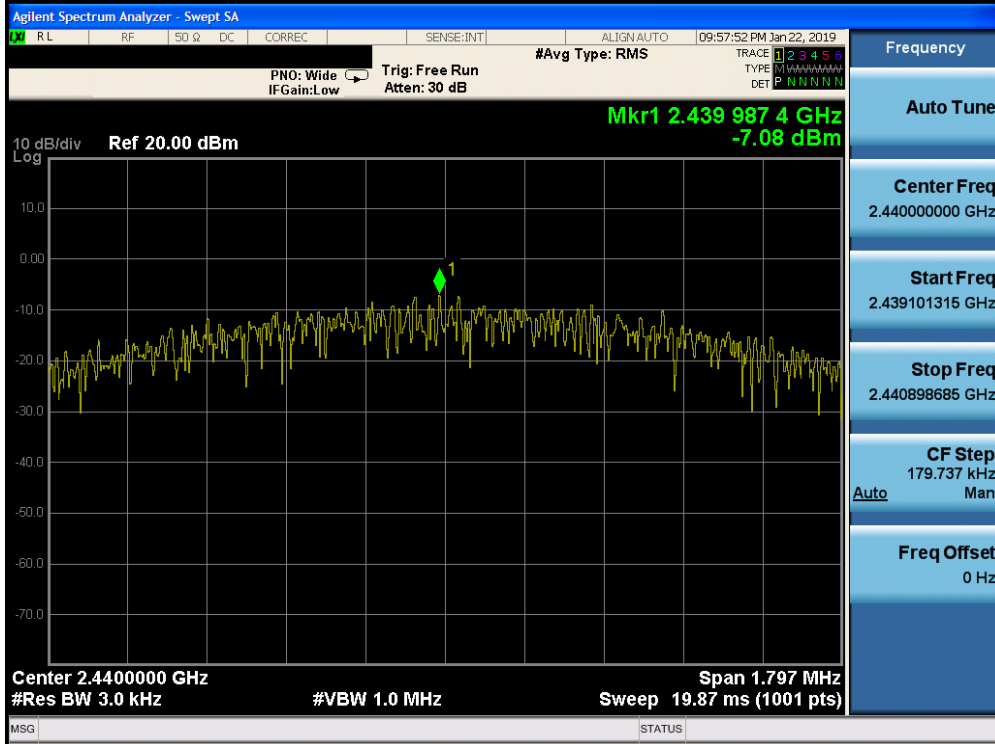 Agilent Spectrum Analyzer - Swept SA
LXI RL RF 50 Ω DC CORREC SENSE:INT ALIGN AUTO 09:57:52 PM Jan 22, 2019
#Avg Type: RMS
TRACE 1 2 3 4 5 6
PNO: Wide Trig: Free Run
TYPE M WWWWW
IFGain:Low Atten: 30 dB
DET P N N N N N
Mkr1 2.439 987 4 GHz
10 dB/div Ref 20.00 dBm -7.08 dBm
Log
10.0
0.00
1
-10.0
-20.0
-30.0
-40.0
-50.0
-60.0
-70.0
Center 2.4400000 GHz Span 1.797 MHz
#Res BW 3.0 kHz #VBW 1.0 MHz Sweep 19.87 ms (1001 pts)
MSG STATUS
Frequency
Auto Tune
Center Freq
2.440000000 GHz
Start Freq
2.439101315 GHz
Stop Freq
2.440898685 GHz
CF Step
179.737 kHz
Auto Man
Freq Offset
0 Hz